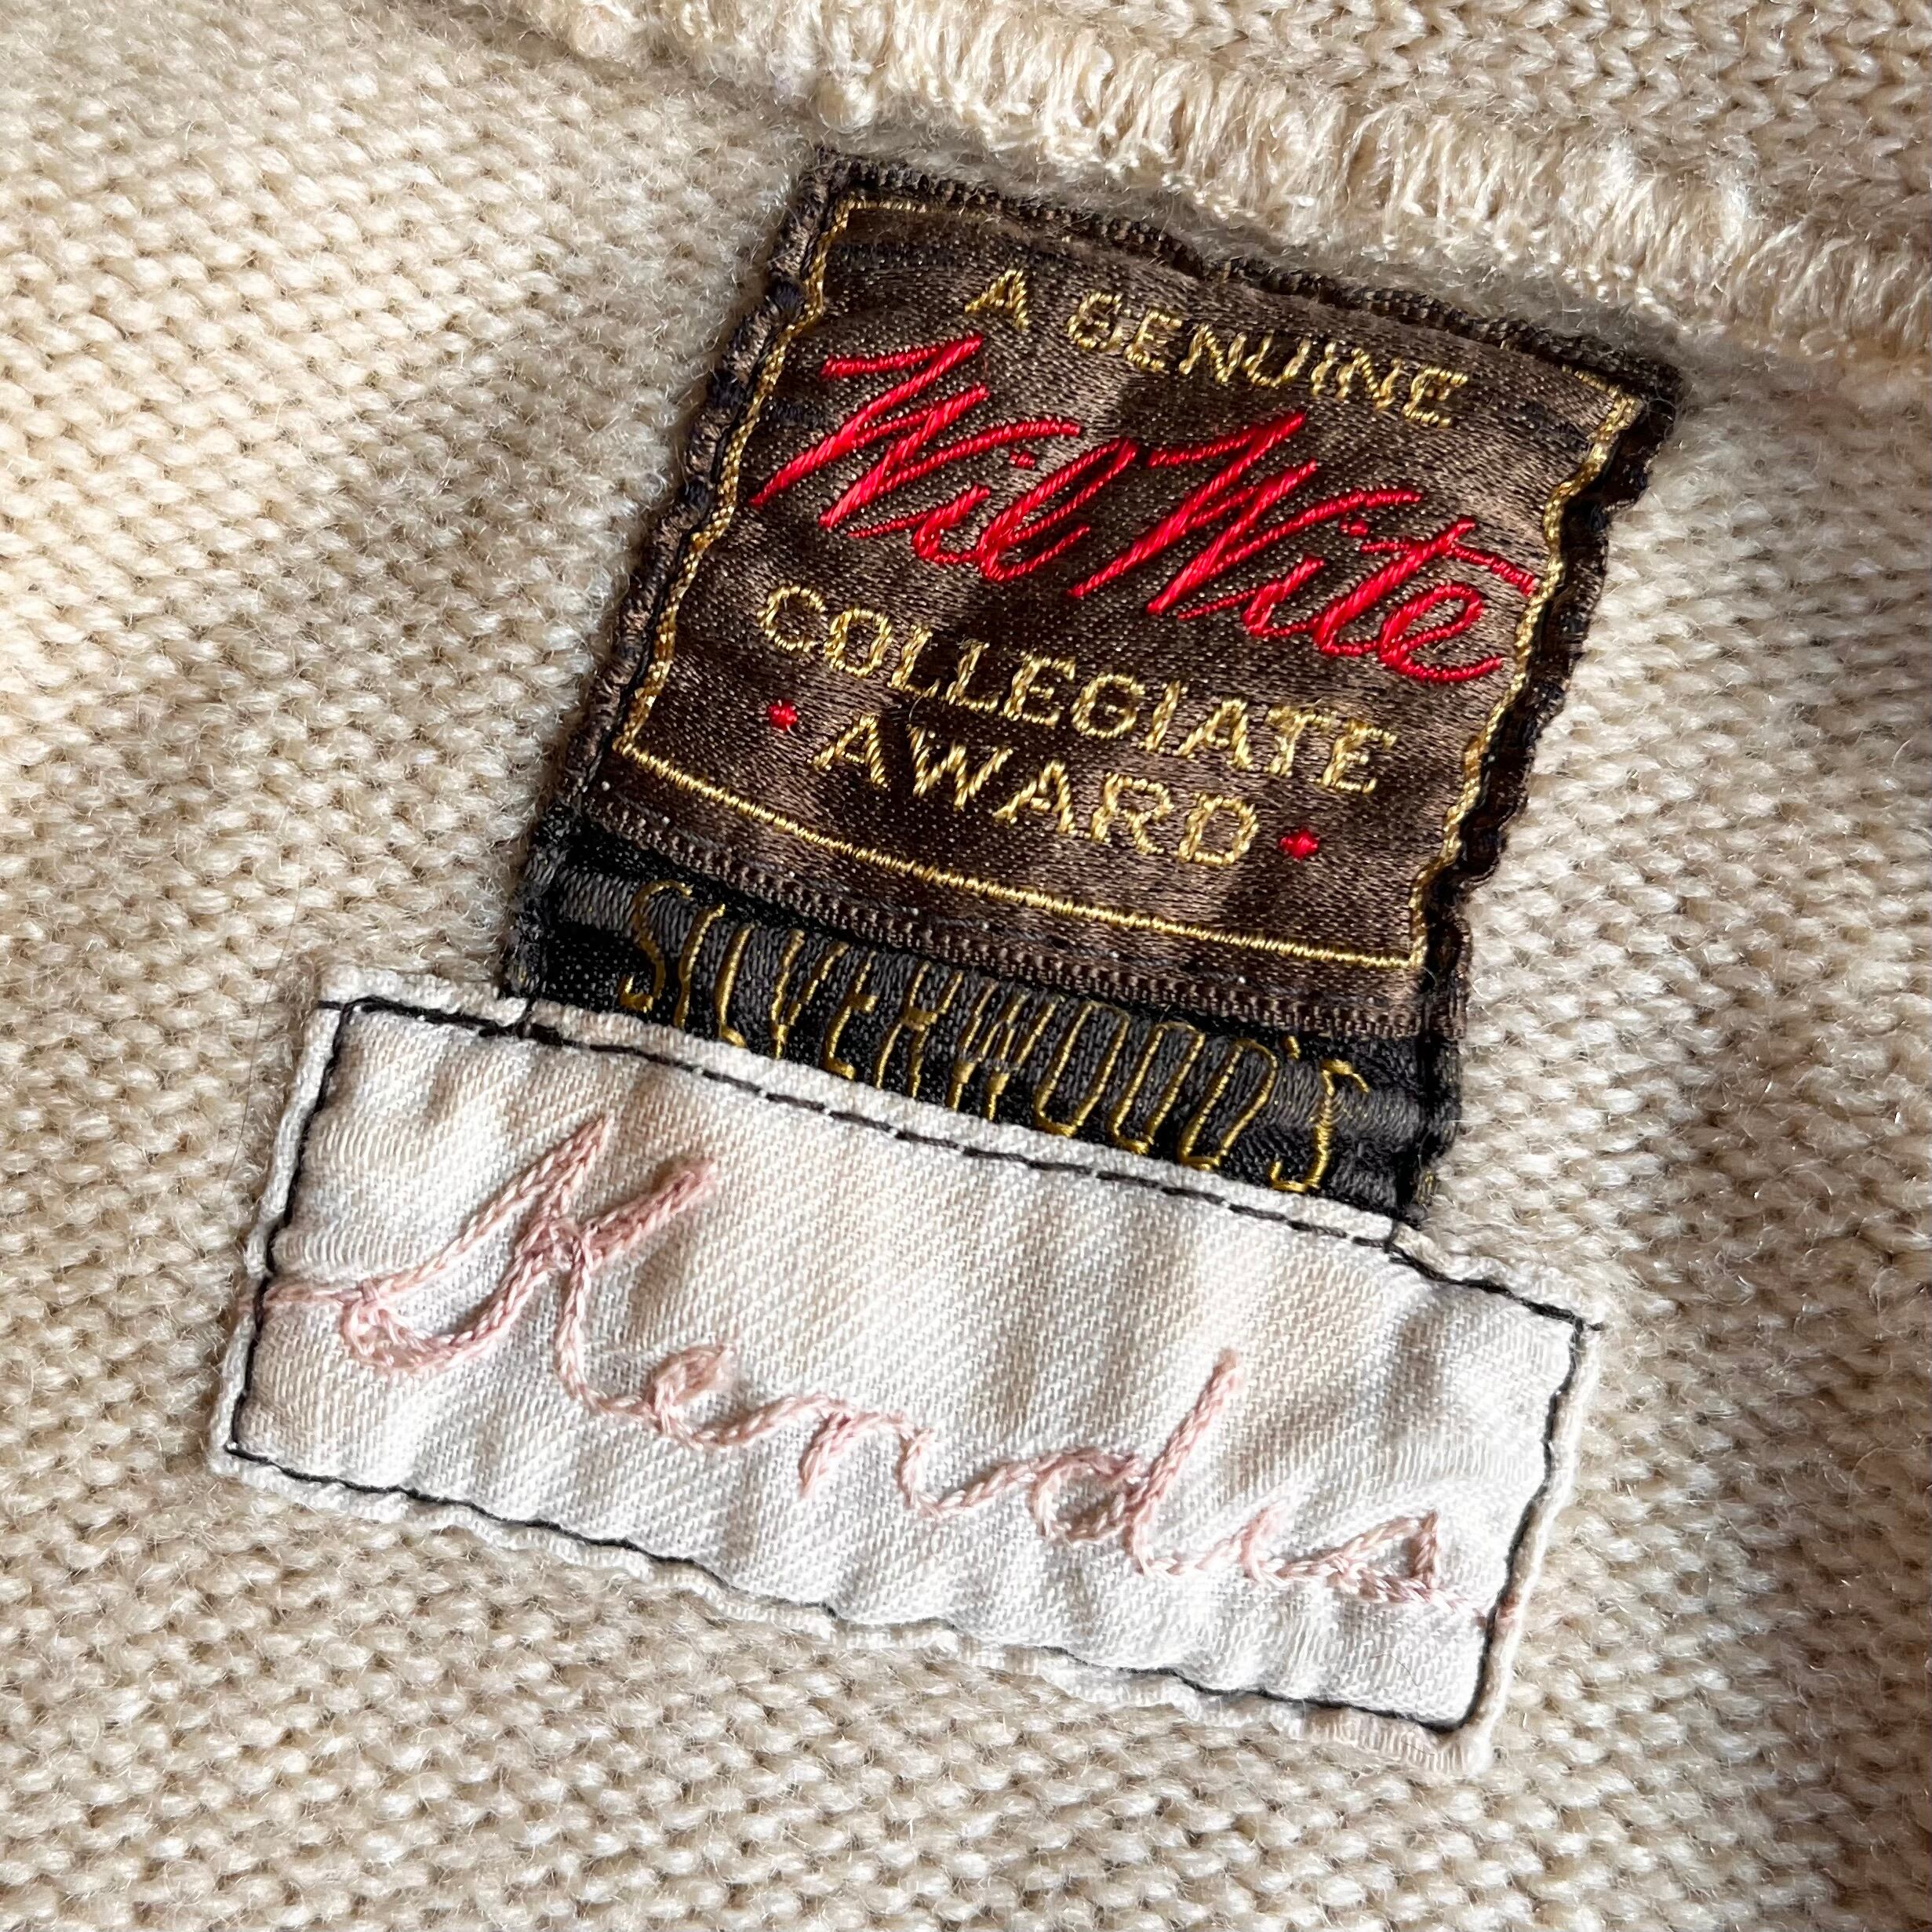 A GENUINE
Wil Wite
COLLEGIATE
• AWARD •
SILVERWOOD'S
Kendis